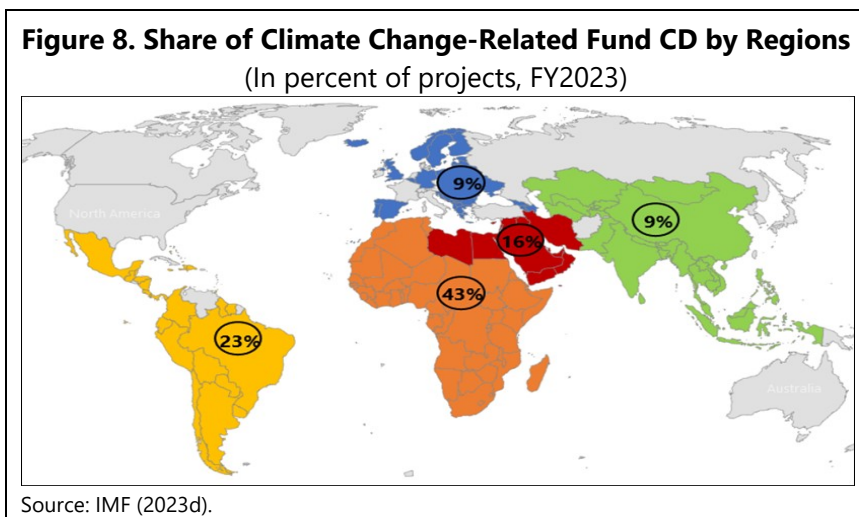 Figure 8. Share of Climate Change-Related Fund CD by Regions
(In percent of projects, FY2023)
North America
9%
9%
16%
43%
23%
Australia
Source: IMF (2023d).